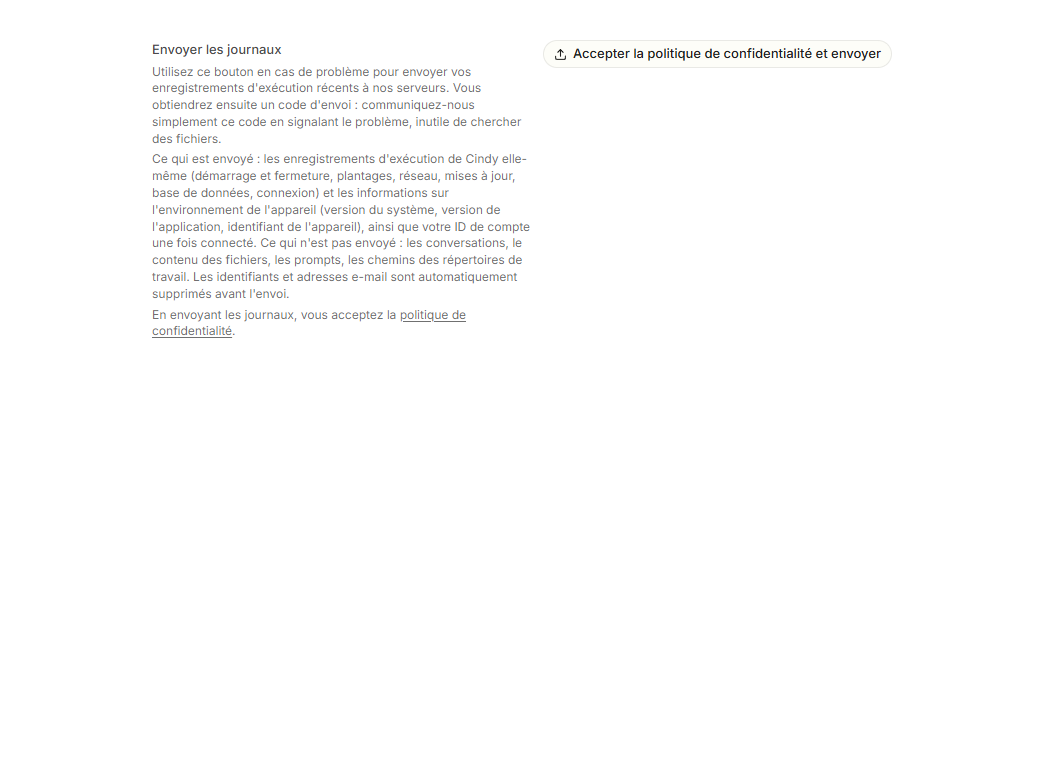 Envoyer les journaux
Accepter la politique de confidentialité et envoyer
Utilisez ce bouton en cas de problème pour envoyer vos
enregistrements d'exécution récents à nos serveurs. Vous
obtiendrez ensuite un code d'envoi : communiquez-nous
simplement ce code en signalant le problème, inutile de chercher
des fichiers.
Ce qui est envoyé : les enregistrements d'exécution de Cindy elle-
même (démarrage et fermeture, plantages, réseau, mises à jour,
base de données, connexion) et les informations sur
l'environnement de l'appareil (version du système, version de
l'application, identifiant de l'appareil), ainsi que votre ID de compte
une fois connecté. Ce qui n'est pas envoyé : les conversations, le
contenu des fichiers, les prompts, les chemins des répertoires de
travail. Les identifiants et adresses e-mail sont automatiquement
supprimés avant l'envoi.
En envoyant les journaux, vous acceptez la politique de
confidentialité.